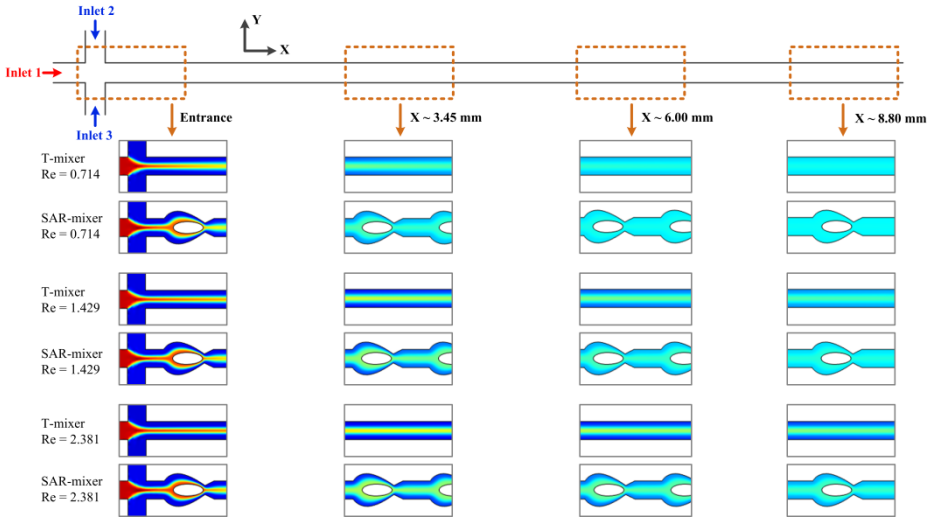 Inlet 2
Y
X
Inlet 1
Inlet 3
Entrance
X ~ 3.45 mm
X ~ 6.00 mm
X ~ 8.80 mm
T-mixer
Re = 0.714
SAR-mixer
Re = 0.714
T-mixer
Re = 1.429
SAR-mixer
Re = 1.429
T-mixer
Re = 2.381
SAR-mixer
Re = 2.381